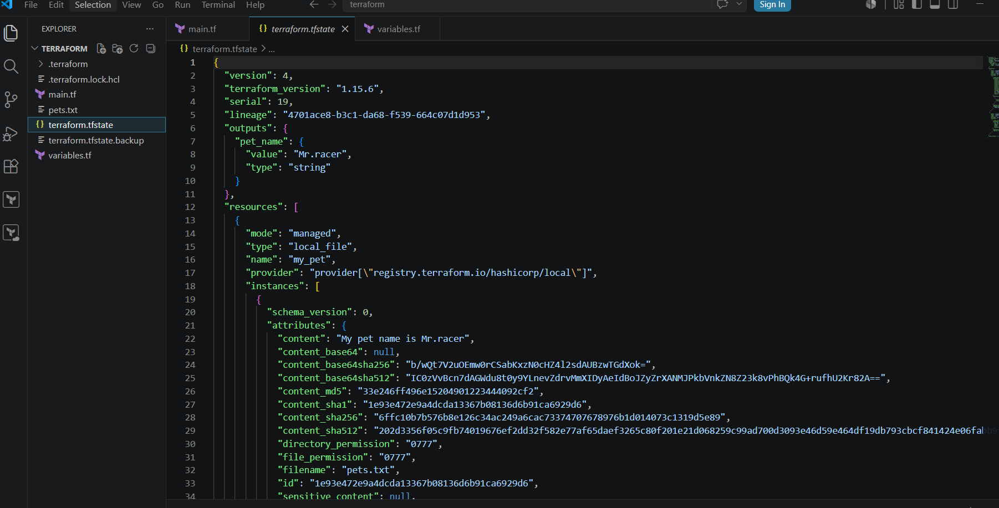 File Edit Selection View Go Run Terminal Help
terraform
Sign In
EXPLORER
TERRAFORM
.terraform
.terraform.lock.hcl
main.tf
pets.txt
terraform.tfstate
terraform.tfstate.backup
variables.tf
main.tf
{} terraform.tfstate
variables.tf
{} terraform.tfstate > ...
1 {
2 "version": 4,
3 "terraform_version": "1.15.6",
4 "serial": 19,
5 "lineage": "4701ace8-b3c1-da68-f539-664c07d1d953",
6 "outputs": {
7 "pet_name": {
8 "value": "Mr.racer",
9 "type": "string"
10 }
11 },
12 "resources": [
13 {
14 "mode": "managed",
15 "type": "local_file",
16 "name": "my_pet",
17 "provider": "provider[\"registry.terraform.io/hashicorp/local\"]",
18 "instances": [
19 {
20 "schema_version": 0,
21 "attributes": {
22 "content": "My pet name is Mr.racer",
23 "content_base64": null,
24 "content_base64sha256": "b/wQt7V2uOEmw0rCSabKxzN0cHZ4l2sdAUBzwTGdXok=",
25 "content_base64sha512": "IC0zVvBcn7dAGWdu8t0y9YLnevZdrvMmXIDyAeIdBoJZyZrXANMJPkbVnkZN8Z23k8vPhBQk4G+rufhU2Kr82A==",
26 "content_md5": "33e246ff496e15204901223444092cf2",
27 "content_sha1": "1e93e472e9a4dcda13367b08136d6b91ca6929d6",
28 "content_sha256": "6ffc10b7b576b8e126c34ac249a6cac73374707678976b1d014073c1319d5e89",
29 "content_sha512": "202d3356f05c9fb74019676ef2dd32f582e77af65daef3265c80f201e21d068259c99ad700d3093e46d59e464df19db793cbcf841424e06fa
30 "directory_permission": "0777",
31 "file_permission": "0777",
32 "filename": "pets.txt",
33 "id": "1e93e472e9a4dcda13367b08136d6b91ca6929d6",
34 "sensitive_content": null,